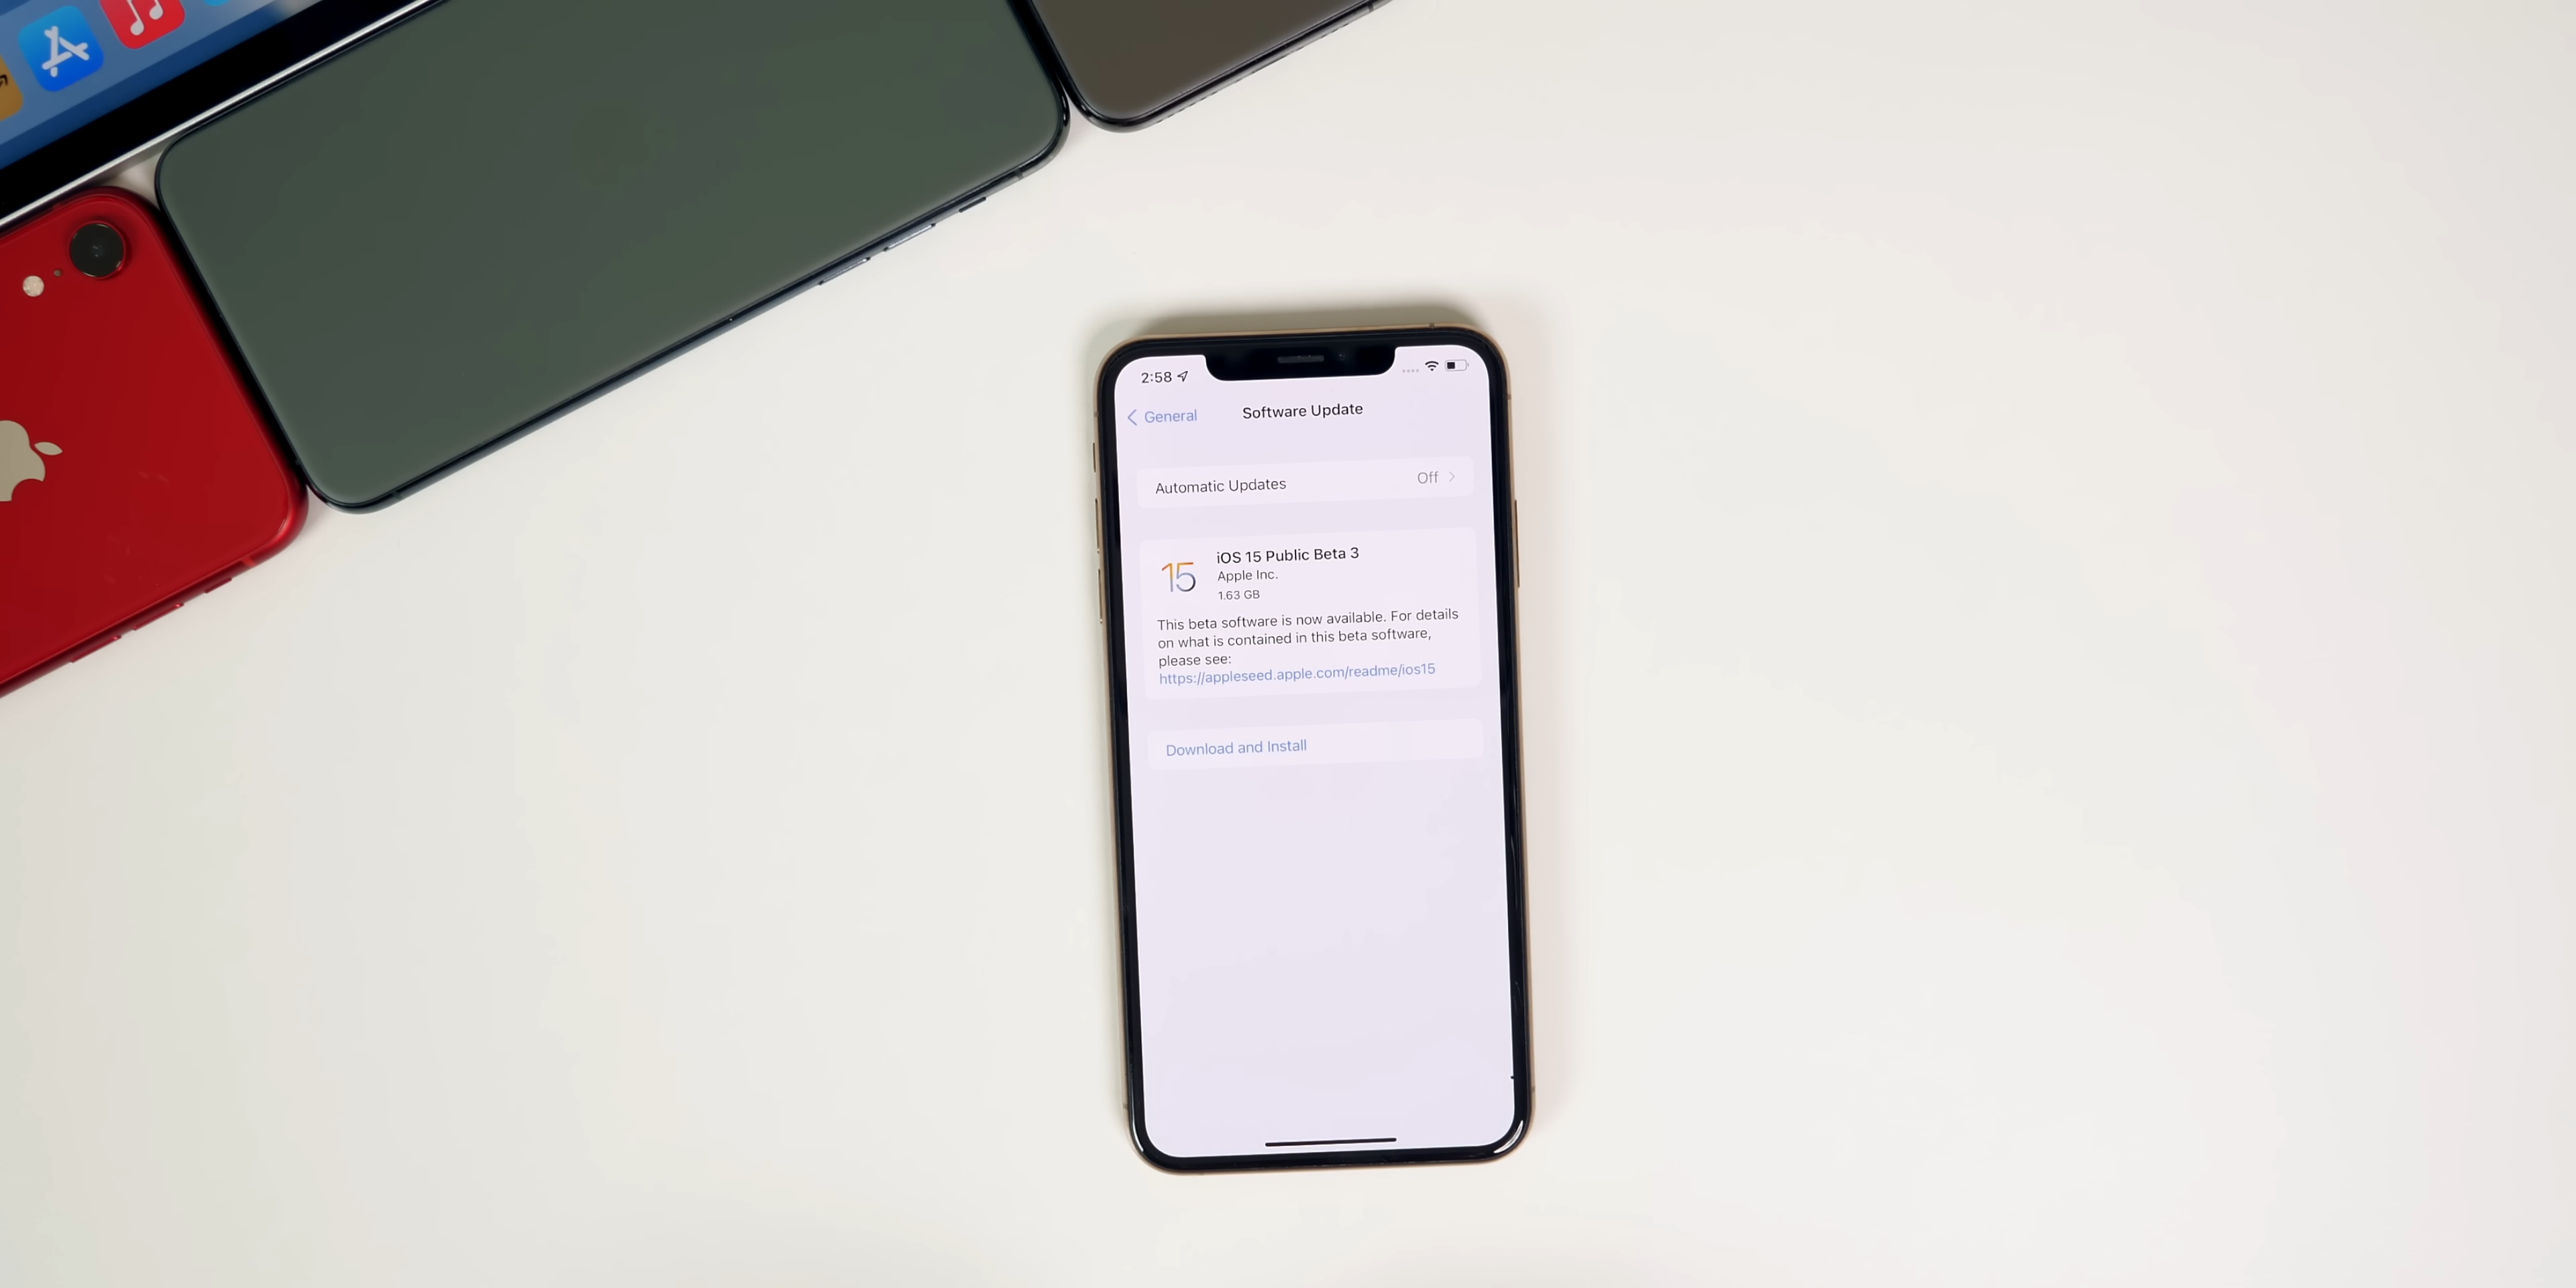 2:58
General
Software Update
Automatic Updates
Off
15
iOS 15 Public Beta 3
Apple Inc.
1.63 GB
This beta software is now available. For details
on what is contained in this beta software,
please see:
https://appleseed.apple.com/readme/ios15
Download and Install